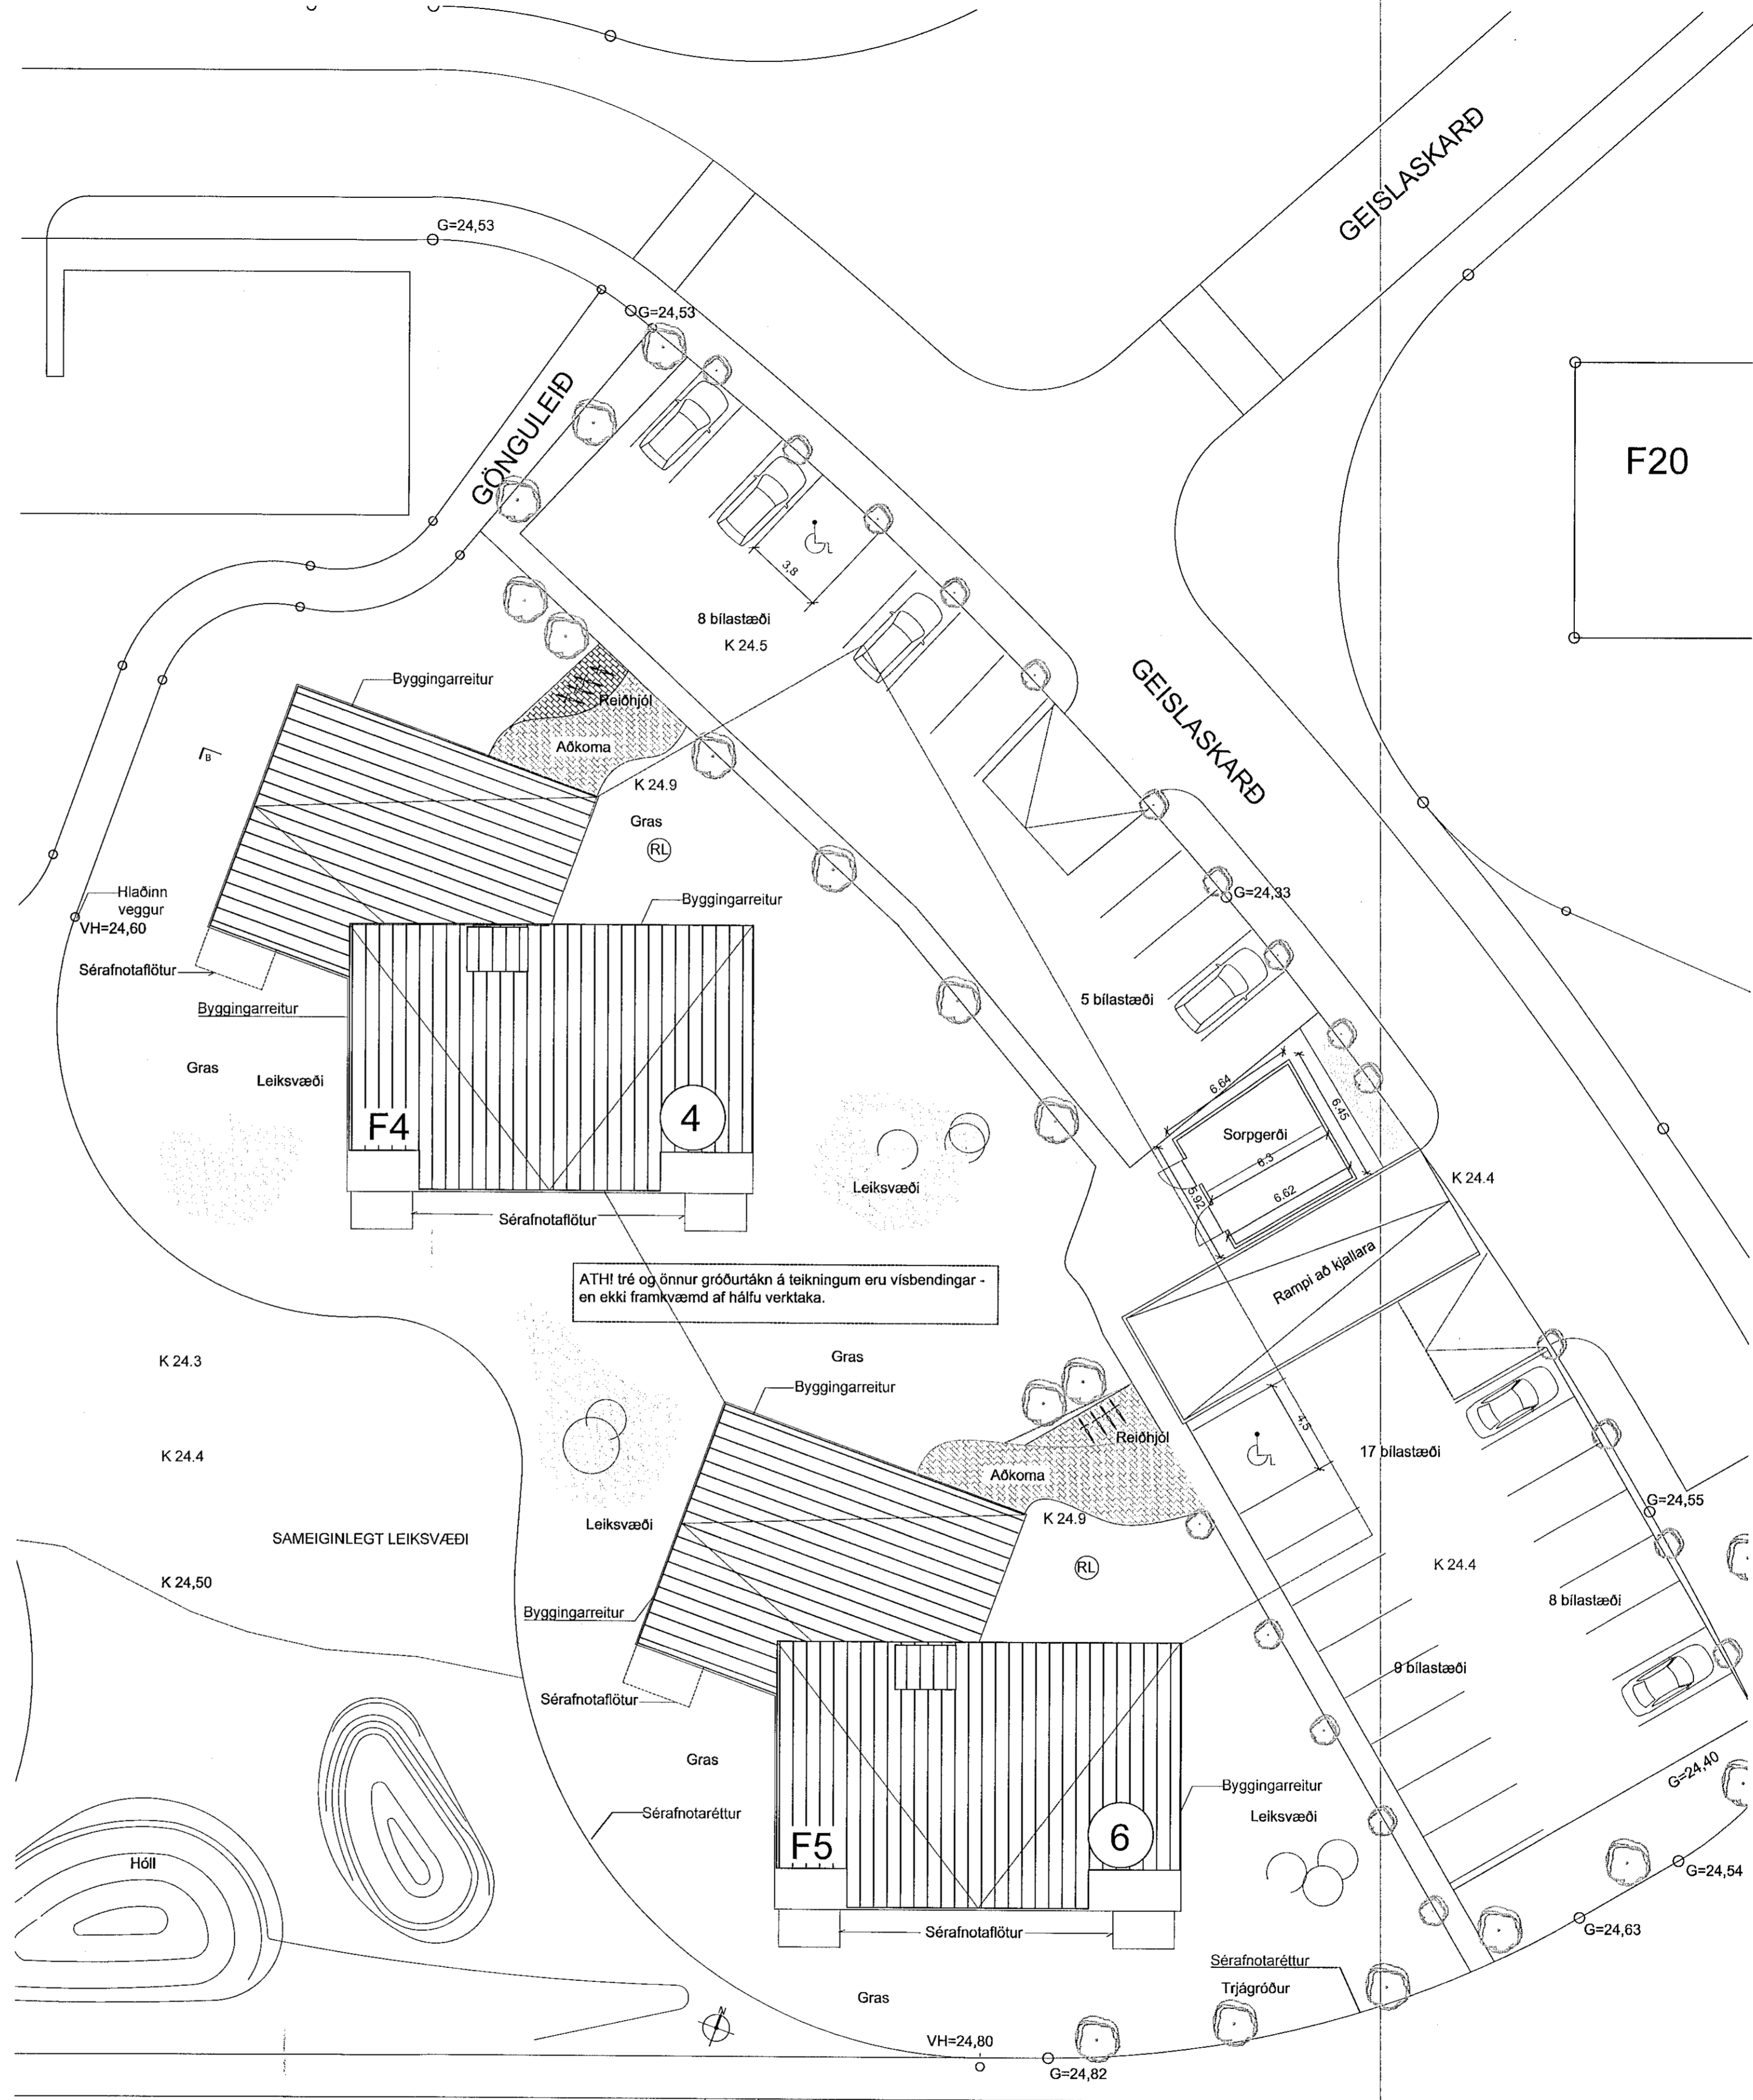 GEISLASKARÐ
G=24,53
G=24,53
GÖNGULEIÐ
F20
3,8
8 bílastæði
K 24.5
Byggingarreitur
Reiðhjól
GEISLASKARÐ
B
Aðkoma
K 24.9
Gras
RL
Hlaðinn
veggur
VH=24,60
Byggingarreitur
G=24,33
Sérafnotaflötur
Byggingarreitur
5 bílastæði
Gras
Leiksvæði
F4
4
6.64
6.45
Sorpgerði
6.3
6.62
5.92
K 24.4
Leiksvæði
Sérafnotaflötur
Rampi að kjallara
ATH! tré og önnur gróðurtákn á teikningum eru vísbendingar -
en ekki framkvæmd af hálfu verktaka.
K 24.3
Gras
Byggingarreitur
Reiðhjól
4,5
17 bílastæði
K 24.4
Aðkoma
G=24,55
K 24.9
Leiksvæði
SAMEIGINLEGT LEIKSVÆÐI
RL
K 24.4
K 24,50
8 bílastæði
Byggingarreitur
9 bílastæði
Sérafnotaflötur
Gras
G=24,40
Byggingarreitur
Sérafnotaréttur
Leiksvæði
F5
6
Hóll
G=24,54
G=24,63
Sérafnotaflötur
Sérafnotaréttur
Trjágróður
Gras
N
VH=24,80
G=24,82